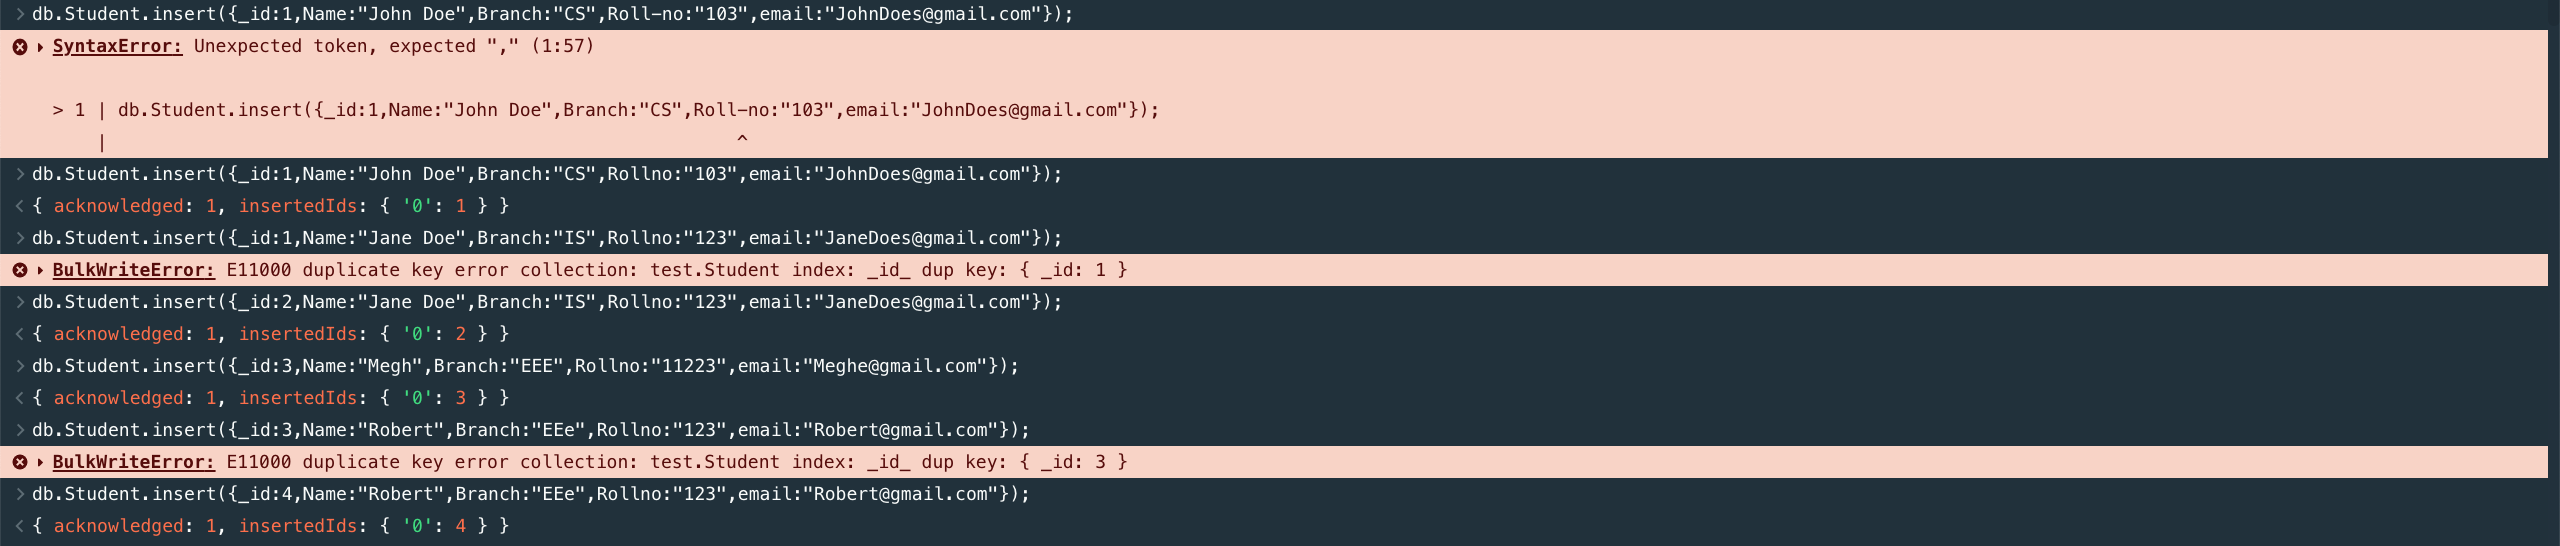 > db.Student.insert({_id:1,Name:"John Doe",Branch:"CS",Roll-no:"103",email:"JohnDoes@gmail.com"});
SyntaxError: Unexpected token, expected "," (1:57)
> 1 | db.Student.insert({_id:1,Name:"John Doe",Branch:"CS",Roll-no:"103",email:"JohnDoes@gmail.com"});
| ^
> db.Student.insert({_id:1,Name:"John Doe",Branch:"CS",Rollno:"103",email:"JohnDoes@gmail.com"});
< { acknowledged: 1, insertedIds: { '0': 1 } }
> db.Student.insert({_id:1,Name:"Jane Doe",Branch:"IS",Rollno:"123",email:"JaneDoes@gmail.com"});
BulkWriteError: E11000 duplicate key error collection: test.Student index: _id_ dup key: { _id: 1 }
> db.Student.insert({_id:2,Name:"Jane Doe",Branch:"IS",Rollno:"123",email:"JaneDoes@gmail.com"});
< { acknowledged: 1, insertedIds: { '0': 2 } }
> db.Student.insert({_id:3,Name:"Megh",Branch:"EEE",Rollno:"11223",email:"Meghe@gmail.com"});
< { acknowledged: 1, insertedIds: { '0': 3 } }
> db.Student.insert({_id:3,Name:"Robert",Branch:"EEe",Rollno:"123",email:"Robert@gmail.com"});
BulkWriteError: E11000 duplicate key error collection: test.Student index: _id_ dup key: { _id: 3 }
> db.Student.insert({_id:4,Name:"Robert",Branch:"EEe",Rollno:"123",email:"Robert@gmail.com"});
< { acknowledged: 1, insertedIds: { '0': 4 } }